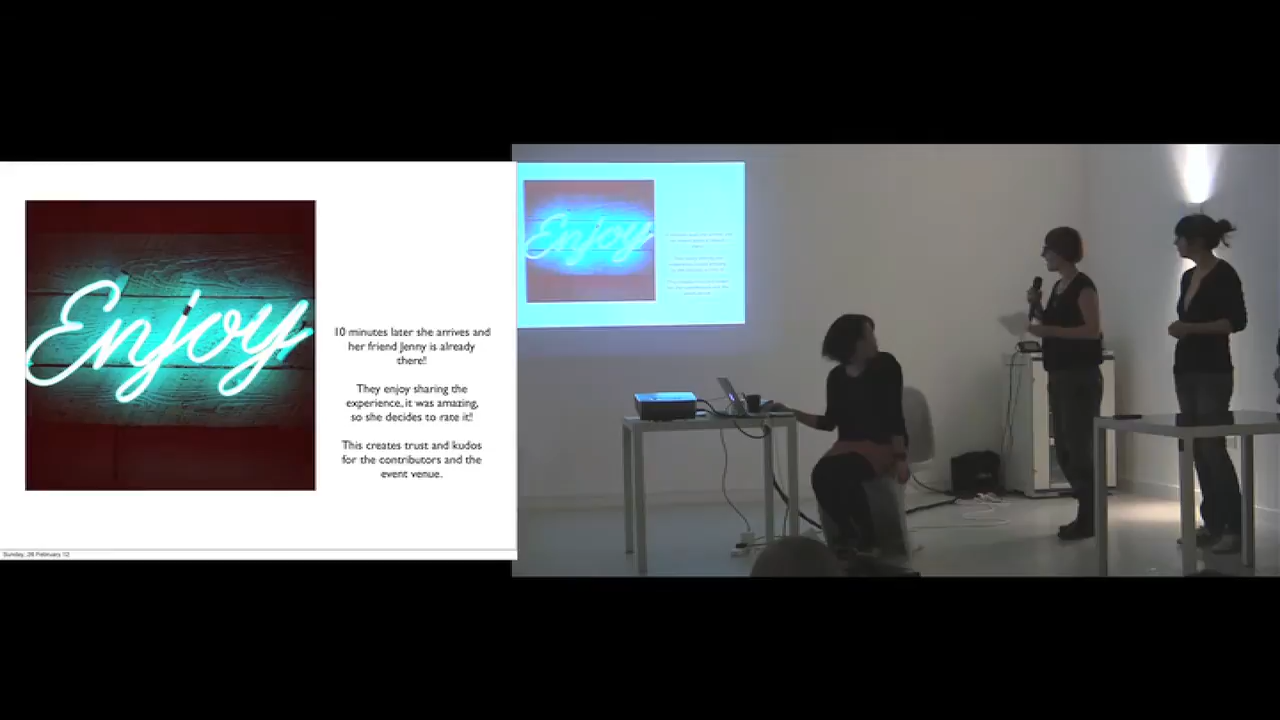 Enjoy
10 minutes later she arrives and
her friend Jenny is already
there!
They enjoy sharing the
experience, it was amazing,
so she decides to rate it!
This creates trust and kudos
for the contributors and the
event venue.
Sunday, 26 February 12
Enjoy